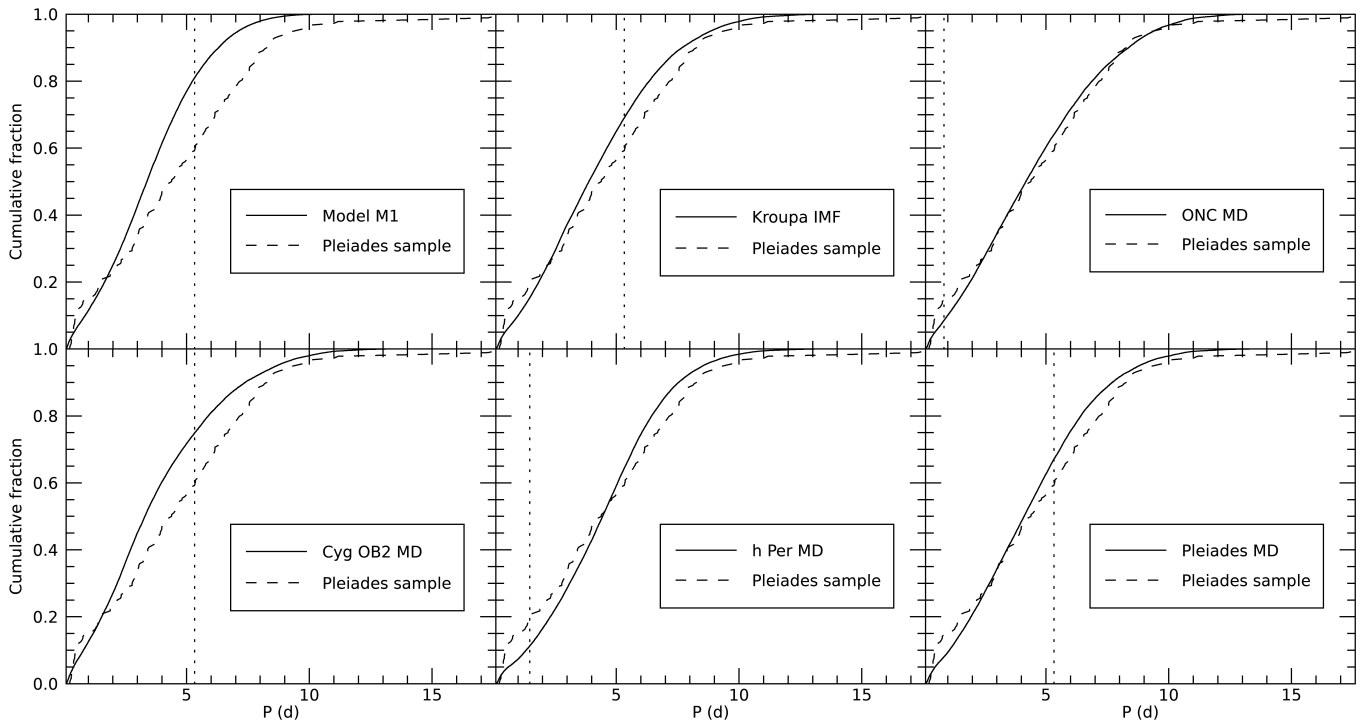 1.0
0.8
0.6
0.4
0.2
Cumulative fraction
Model M1
Pleiades sample
Kroupa IMF
Pleiades sample
ONC MD
Pleiades sample
1.0
0.8
0.6
0.4
0.2
0.0
Cumulative fraction
Cyg OB2 MD
Pleiades sample
h Per MD
Pleiades sample
Pleiades MD
Pleiades sample
5 10 15
5 10 15
5 10 15
P (d)
P (d)
P (d)